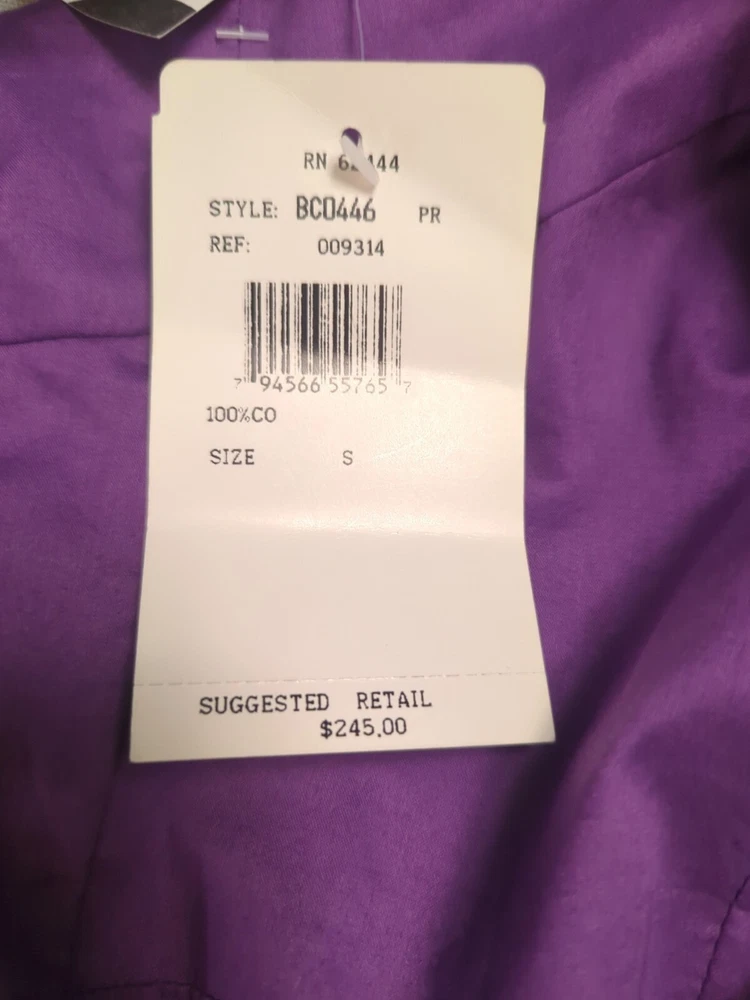 RN
STYLE: BC0446 PR
REF: 009314
7 94566 55765 7
100%CO
SIZE S
SUGGESTED RETAIL
$245.00